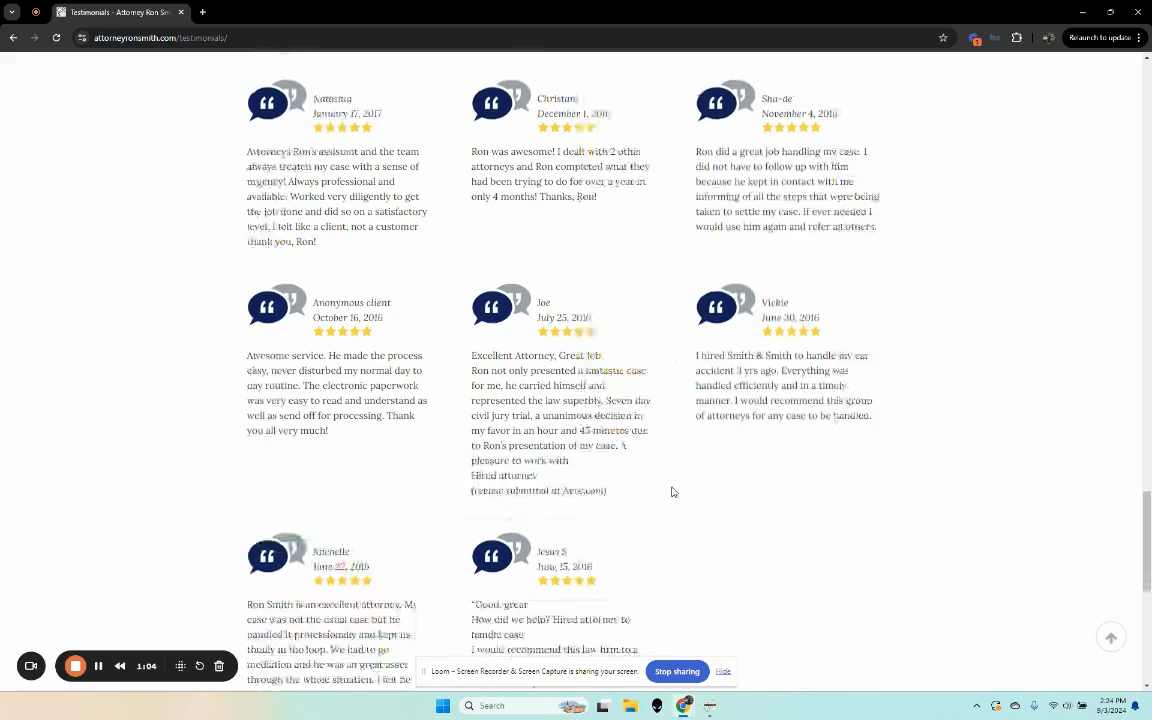 Testimonials - Attorney Ron Sm
attorneyronsmith.com/testimonials/
Relaunch to update
January 17, 2017
Christan
December 1, 2016
Sha-de'
November 4, 2016
Attorney Ron's assistant and the team
always treated my case with a sense of
urgency! Always professional and
available. Worked very diligently to get
the job done and did so on a satisfactory
level. I felt like a client, not a customer
thank you, Ron!
Ron was awesome! I dealt with 2 other
attorneys and Ron completed what they
had been trying to do for over a year in
only 4 months! Thanks, Ron!
Ron did a great job handling my case. I
did not have to follow up with him
because he kept in contact with me
informing of all the steps that were being
taken to settle my case. If ever needed I
would use him again and refer all others.
Anonymous client
October 16, 2016
Joe
July 25, 2016
Vickie
June 30, 2016
Awesome service. He made the process
easy, never disturbed my normal day to
day routine. The electronic paperwork
was very easy to read and understand as
well as send off for processing. Thank
you all very much!
Excellent Attorney, Great Job
Ron not only presented a fantastic case
for me, he carried himself and
represented the law superbly. Seven day
civil jury trial, a unanimous decision in
my favor in an hour and 45 minutes due
to Ron's presentation of my case. A
pleasure to work with
Hired attorney
(review submitted at Avvo.com)
I hired Smith & Smith to handle my car
accident 3 yrs ago. Everything was
handled efficiently and in a timely
manner. I would recommend this group
of attorneys for any case to be handled.
June 2016
Jesus S
June 15, 2016
Ron Smith is an excellent attorney. My
case was not the usual case but he
handled it professionally and kept us
in the loop. We had to go
mediation and he was an great asset
through the whole situation. I felt he
"Good, great
How did we help? Hired attorney to
handle case
I would recommend this law firm to a
1:04
Loom – Screen Recorder & Screen Capture is sharing your screen.
Stop sharing
Hide
Search
2:24 PM
9/3/2024